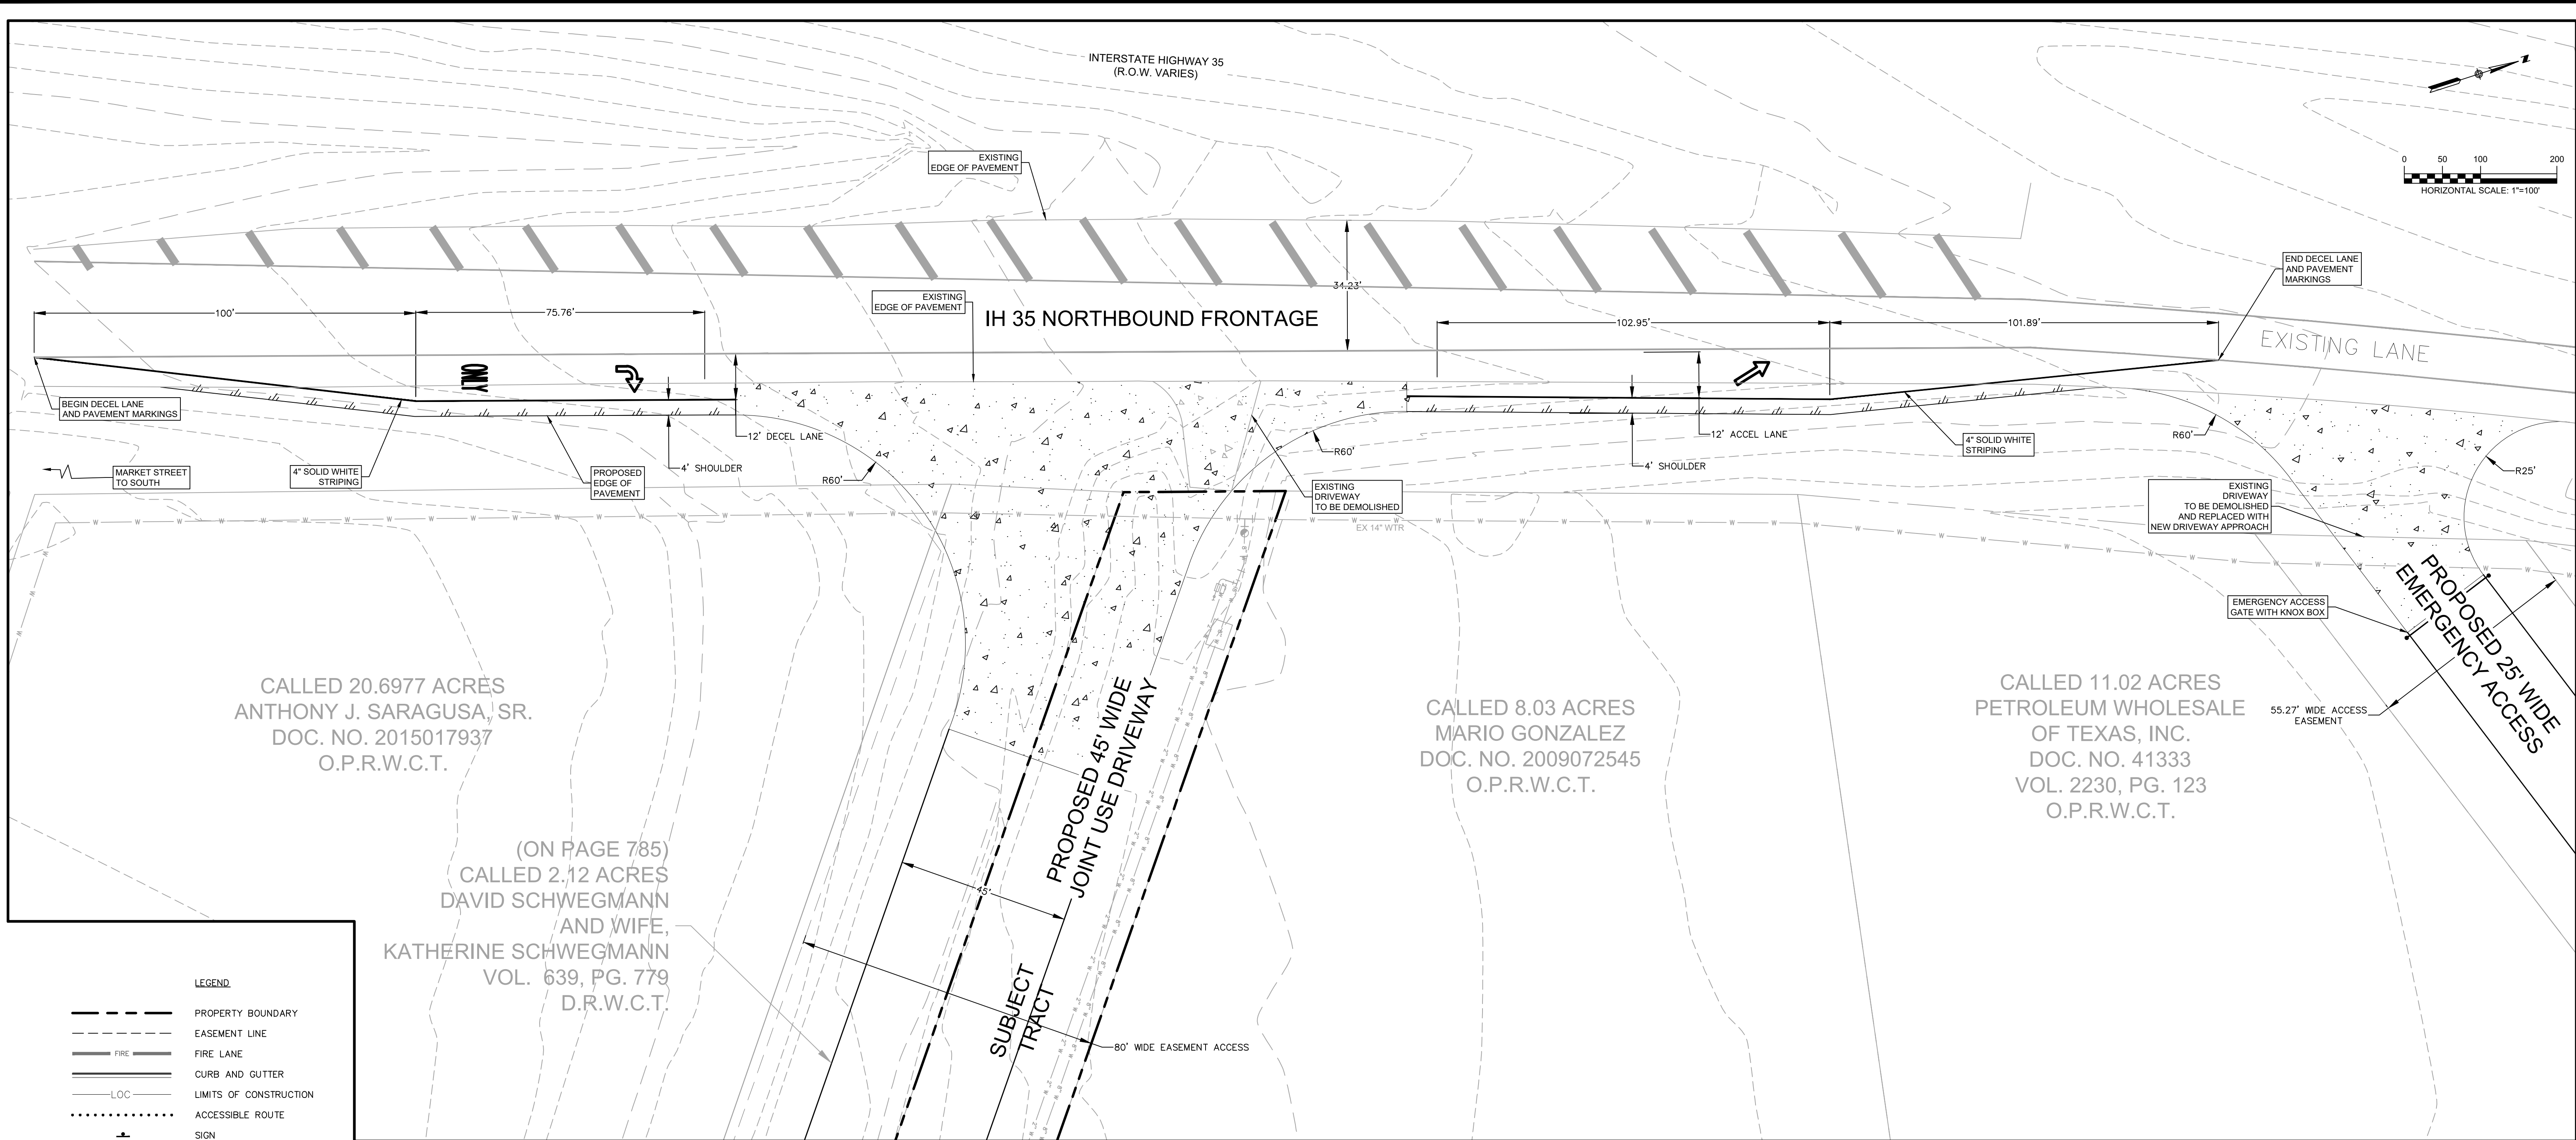 INTERSTATE HIGHWAY 35
(R.O.W. VARIES)
Z
0 50 100 200
HORIZONTAL SCALE: 1"=100'
EXISTING
EDGE OF PAVEMENT
34.23'
END DECEL LANE
AND PAVEMENT
MARKINGS
EXISTING
EDGE OF PAVEMENT
IH 35 NORTHBOUND FRONTAGE
100'
75.76'
102.95'
101.89'
EXISTING LANE
ONLY
BEGIN DECEL LANE
AND PAVEMENT MARKINGS
12' DECEL LANE
12' ACCEL LANE
4" SOLID WHITE
STRIPING
R60'
MARKET STREET
TO SOUTH
4" SOLID WHITE
STRIPING
PROPOSED
EDGE OF
PAVEMENT
4' SHOULDER
R60'
R60'
4' SHOULDER
R25'
EXISTING
DRIVEWAY
TO BE DEMOLISHED
EXISTING
DRIVEWAY
TO BE DEMOLISHED
AND REPLACED WITH
NEW DRIVEWAY APPROACH
EX 14" WTR
EMERGENCY ACCESS
GATE WITH KNOX BOX
PROPOSED 25' WIDE
EMERGENCY ACCESS
55.27' WIDE ACCESS
EASEMENT
CALLED 20.6977 ACRES
ANTHONY J. SARAGUSA, SR.
DOC. NO. 2015017937
O.P.R.W.C.T.
PROPOSED 45' WIDE
JOINT USE DRIVEWAY
CALLED 8.03 ACRES
MARIO GONZALEZ
DOC. NO. 2009072545
O.P.R.W.C.T.
CALLED 11.02 ACRES
PETROLEUM WHOLESALE
OF TEXAS, INC.
DOC. NO. 41333
VOL. 2230, PG. 123
O.P.R.W.C.T.
(ON PAGE 785)
CALLED 2.12 ACRES
DAVID SCHWEGMANN
AND WIFE,
KATHERINE SCHWEGMANN
VOL. 639, PG. 779
D.R.W.C.T.
45'
SUBJECT
TRACT
80' WIDE EASEMENT ACCESS
LEGEND
PROPERTY BOUNDARY
EASEMENT LINE
FIRE FIRE LANE
CURB AND GUTTER
LOC LIMITS OF CONSTRUCTION
ACCESSIBLE ROUTE
SIGN